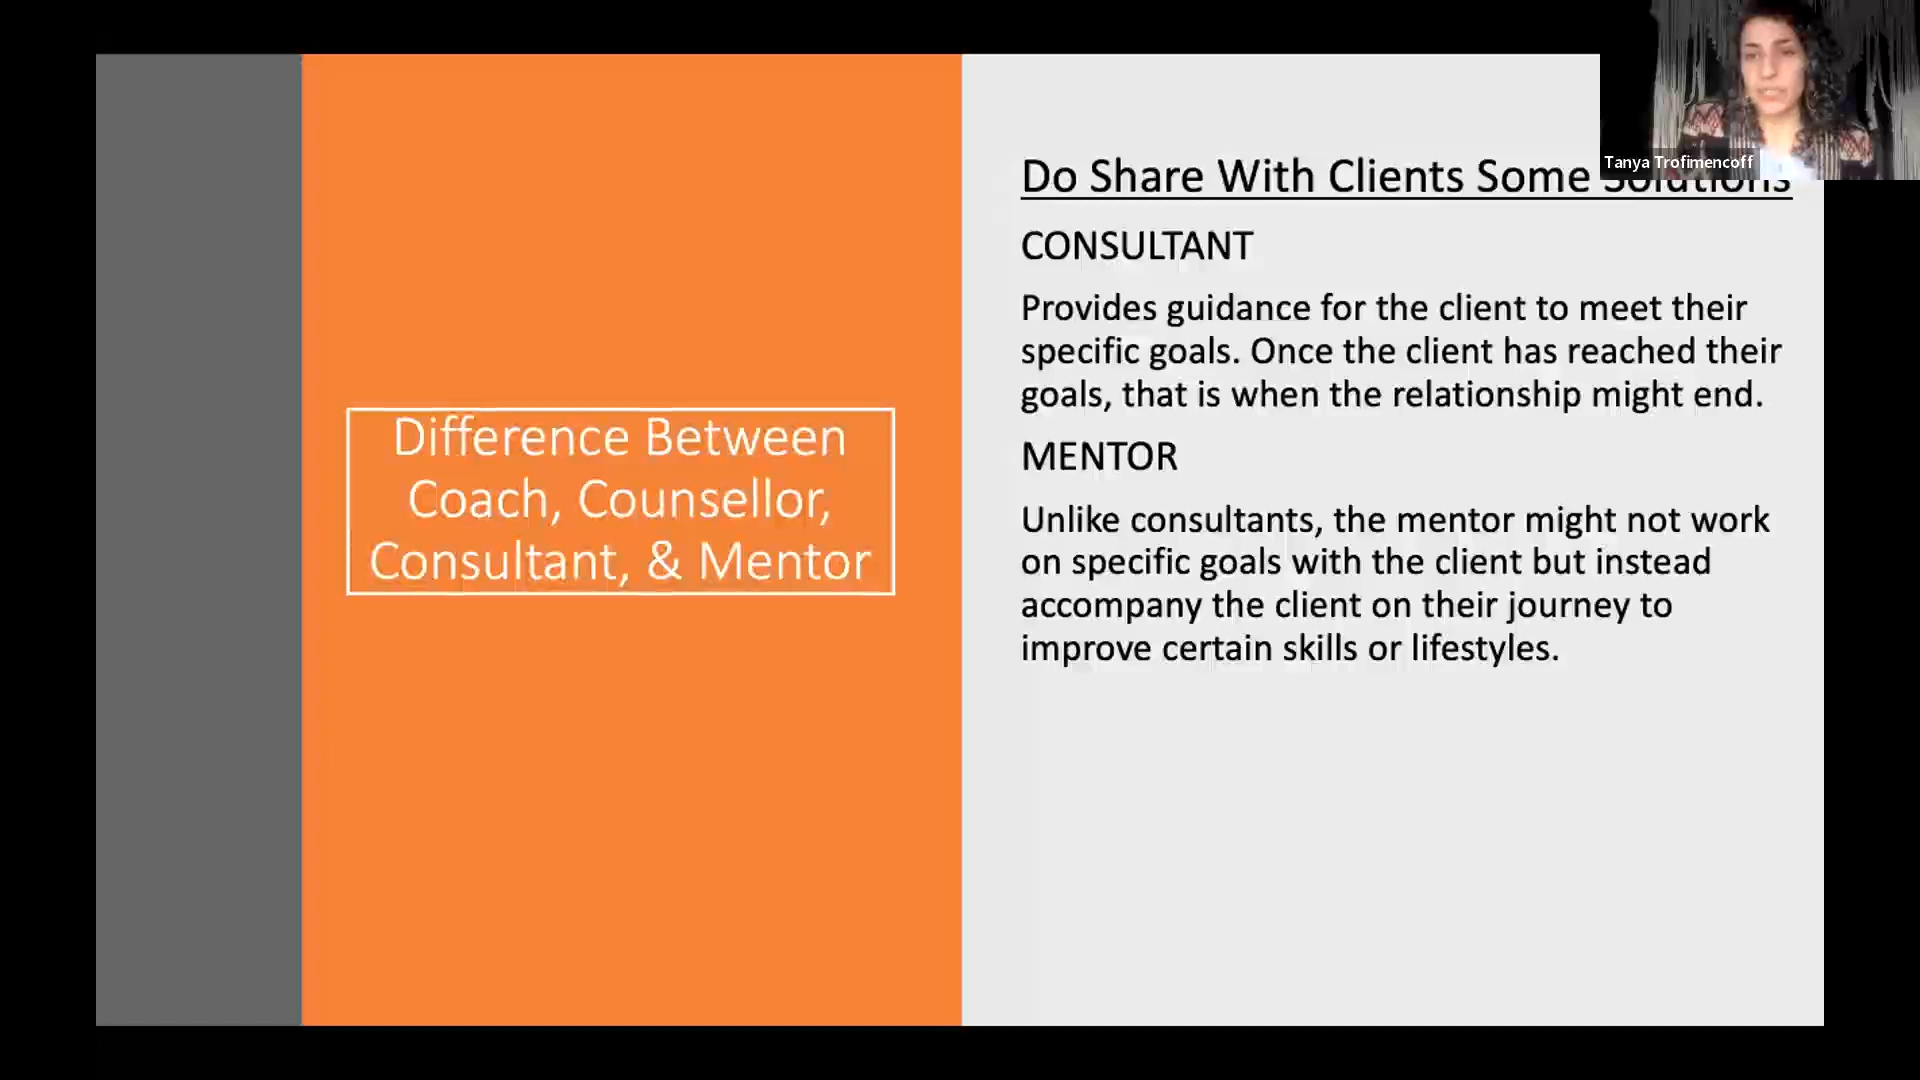 Difference Between
Coach, Counsellor,
Consultant, & Mentor
Do Share With Clients Some Solutions
CONSULTANT
Provides guidance for the client to meet their
specific goals. Once the client has reached their
goals, that is when the relationship might end.
MENTOR
Unlike consultants, the mentor might not work
on specific goals with the client but instead
accompany the client on their journey to
improve certain skills or lifestyles.
Tanya Trofimencoff